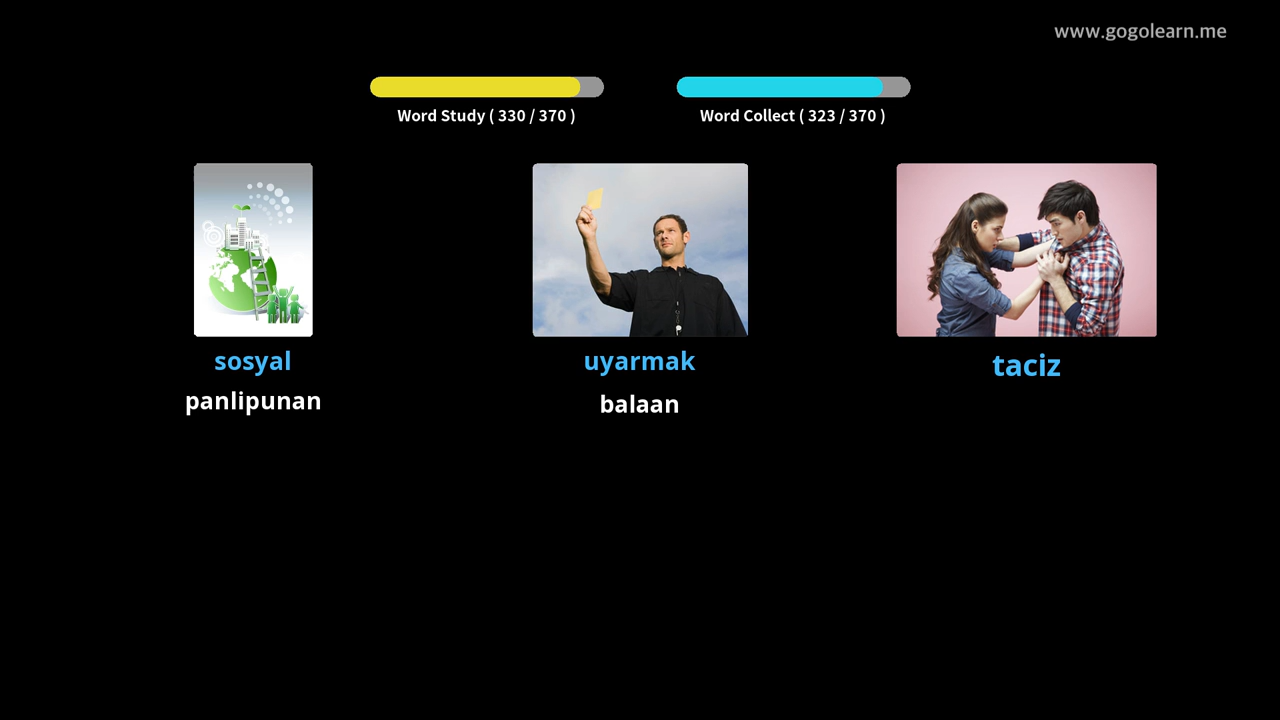 www.gogolearn.me
Word Study ( 330 / 370 )
Word Collect ( 323 / 370 )
sosyal
panlipunan
uyarmak
balaan
taciz